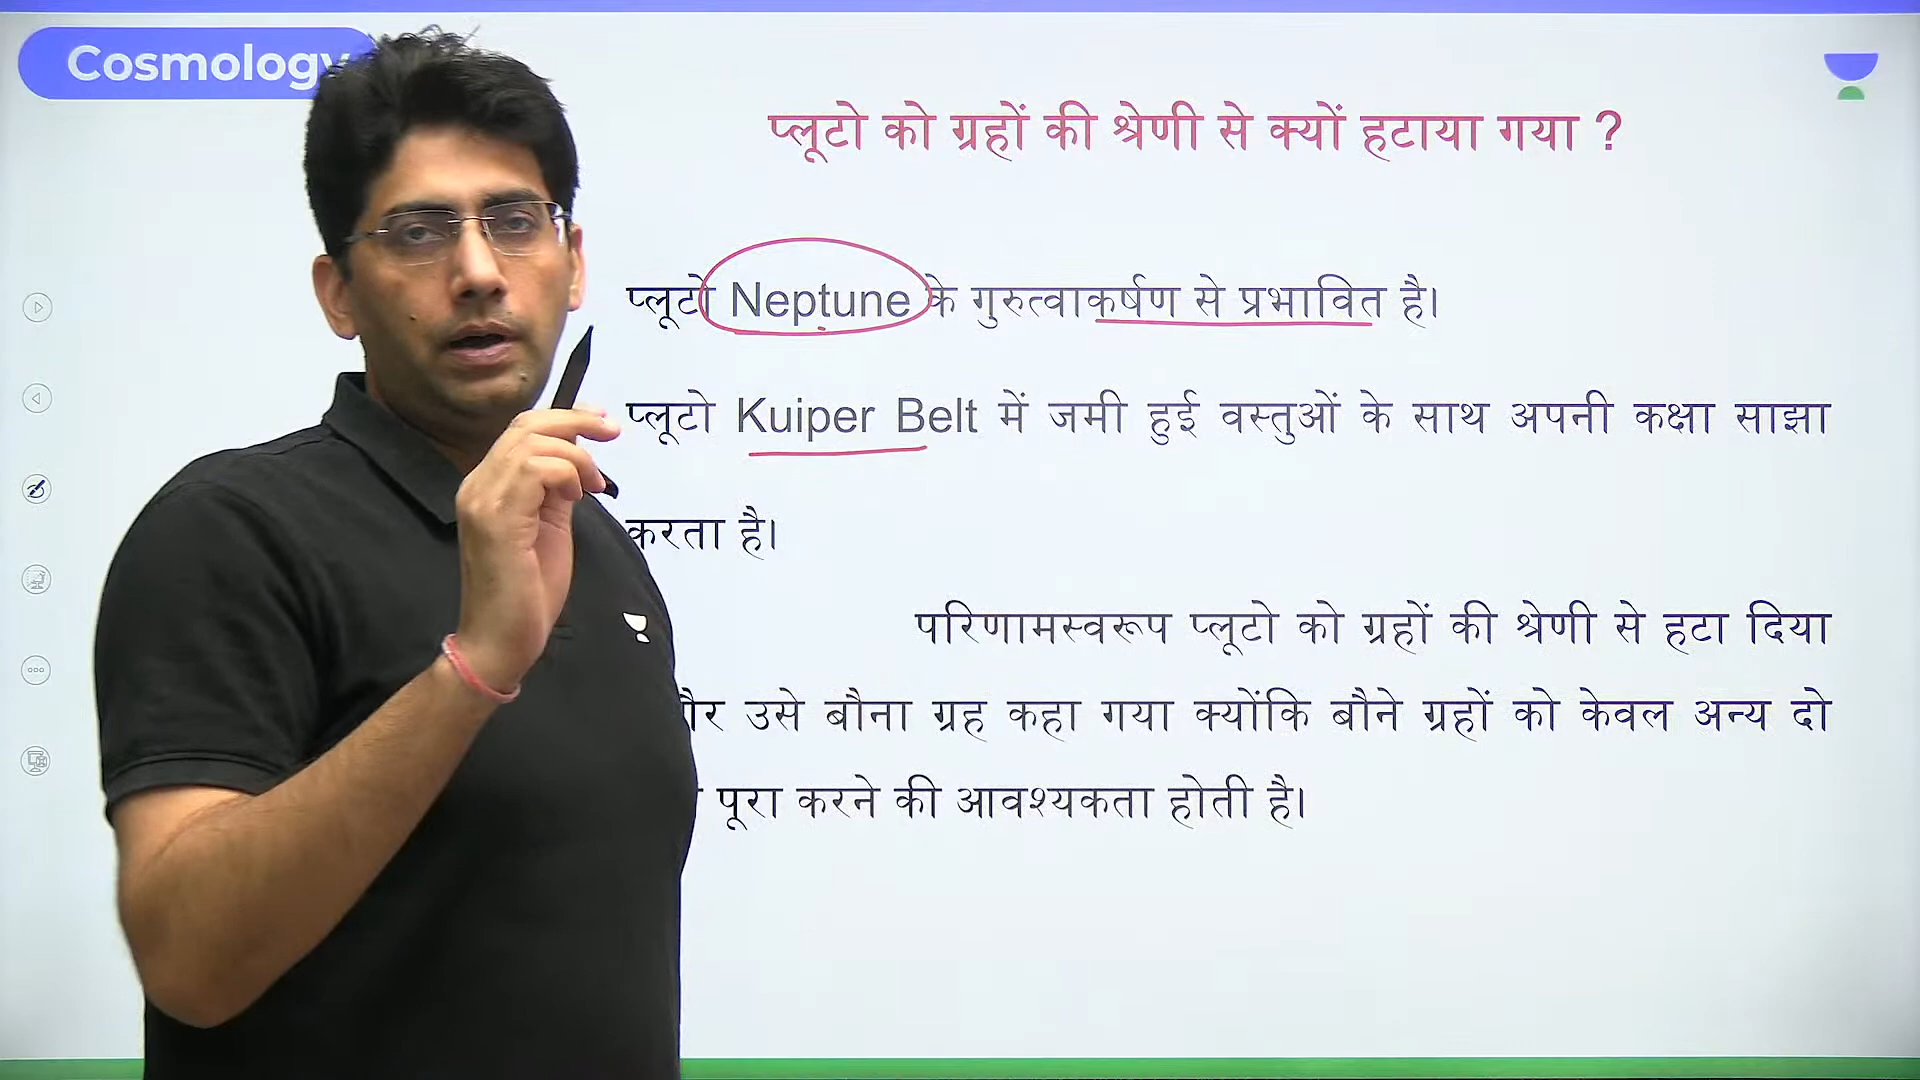 Cosmology
प्लूटो को ग्रहों की श्रेणी से क्यों हटाया गया ?
प्लूटो Neptune के गुरुत्वाकर्षण से प्रभावित है।
प्लूटो Kuiper Belt में जमी हुई वस्तुओं के साथ अपनी कक्षा साझा
करता है।
परिणामस्वरूप प्लूटो को ग्रहों की श्रेणी से हटा दिया
उसे बौना ग्रह कहा गया क्योंकि बौने ग्रहों को केवल अन्य दो
पूरा करने की आवश्यकता होती है।